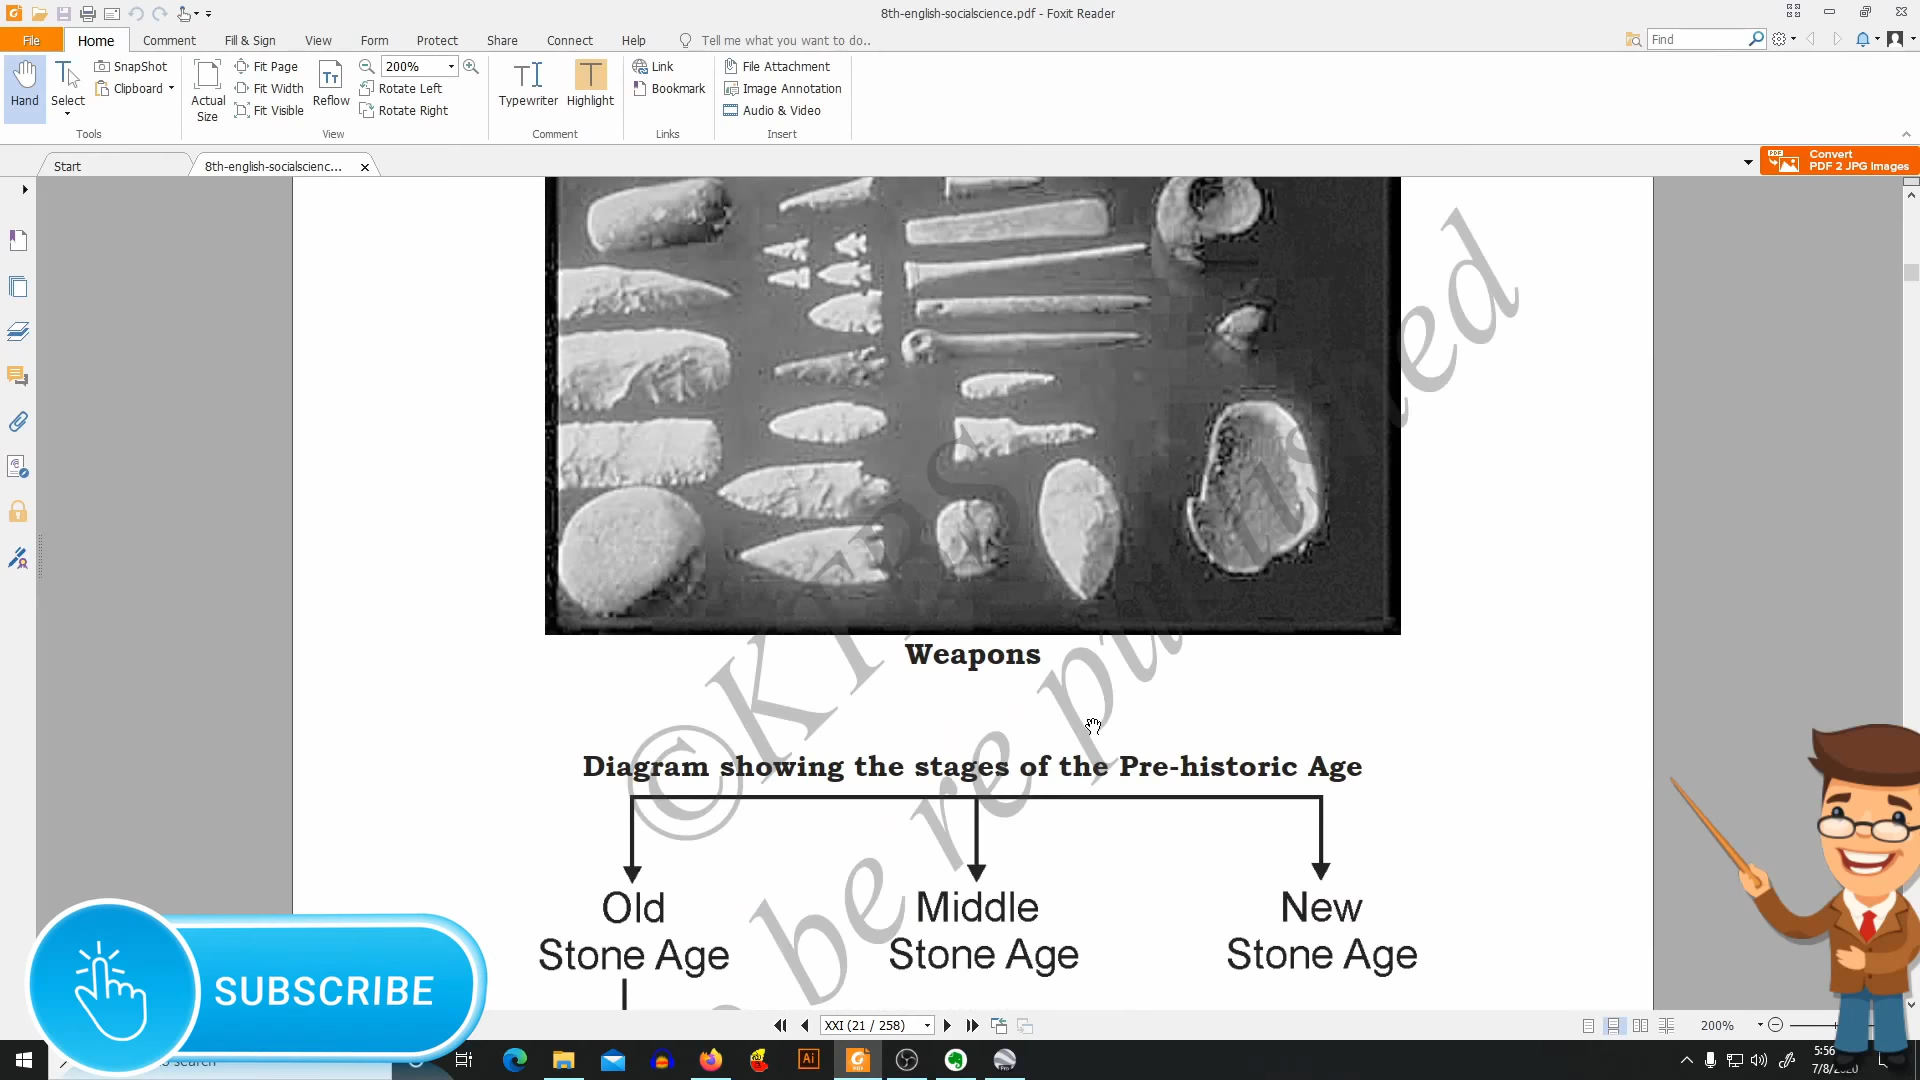 8th-english-socialscience.pdf - Foxit Reader
File Home Comment Fill & Sign View Form Protect Share Connect Help Tell me what you want to do.. Find
Hand
Select
SnapShot
Clipboard
Tools
Actual Size
Fit Page
Fit Width
Fit Visible
Reflow
200%
Rotate Left
Rotate Right
View
Typewriter
Highlight
Comment
Link
Bookmark
Links
File Attachment
Image Annotation
Audio & Video
Insert
Start
8th-english-socialscienc...
Convert
PDF 2 JPG Images
Weapons
Diagram showing the stages of the Pre-historic Age
Old Stone Age
Middle Stone Age
New Stone Age
be re
SUBSCRIBE
XXI (21 / 258)
200%
search
Ai
5:56